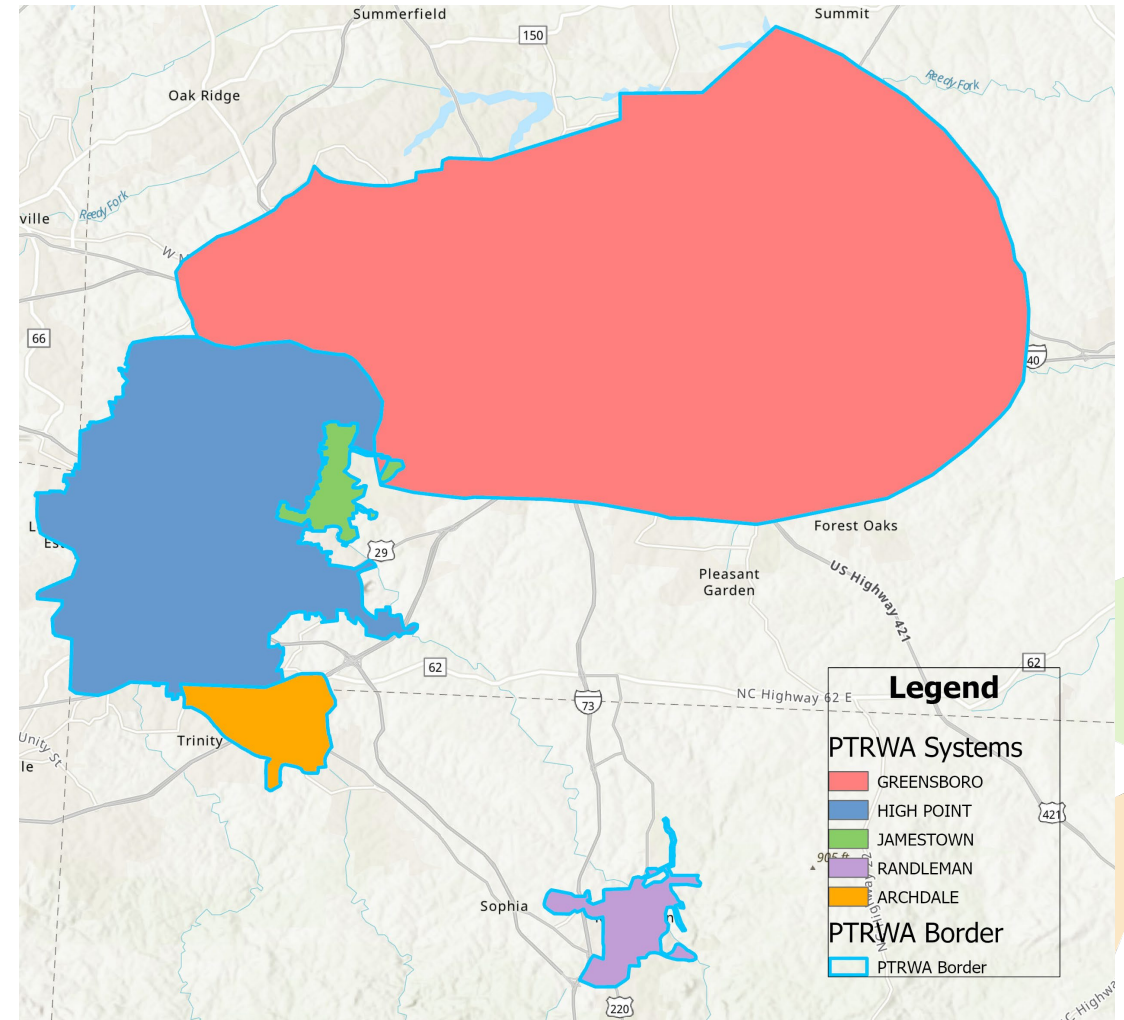 Summerfield
Summit
150
Reedy Fork
Oak Ridge
Reedy Fork
ville
66
40
29
Forest Oaks
Pleasant
Garden
US Highway 421
62
62
NC Highway 62 E
73
Unity St
Trinity
le
421
905 ft
Sophia
220
Legend
PTRWA Systems
GREENSBORO
HIGH POINT
JAMESTOWN
RANDLEMAN
ARCHDALE
PTRWA Border
PTRWA Border